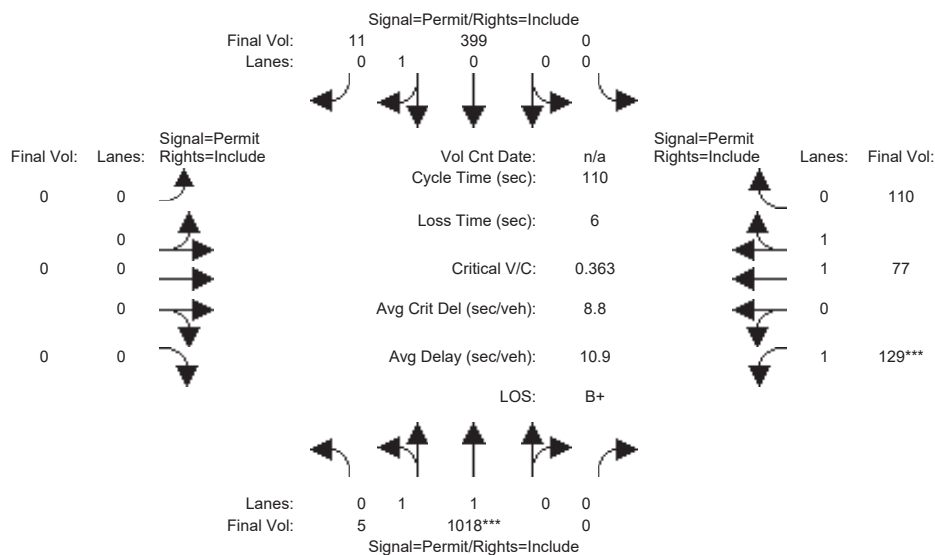 Signal=Permit/Rights=Include
Final Vol: 11 399 0
Lanes: 0 1 0 0 0
Signal=Permit
Final Vol: Lanes: Rights=Include
Vol Cnt Date: n/a
Signal=Permit
Rights=Include Lanes: Final Vol:
Cycle Time (sec): 110
0 0
0 110
Loss Time (sec): 6
0
1
0 0
Critical V/C: 0.363
1 77
0
Avg Crit Del (sec/veh): 8.8
0
0 0
Avg Delay (sec/veh): 10.9
1 129***
LOS: B+
Lanes: 0 1 1 0 0
Final Vol: 5 1018*** 0
Signal=Permit/Rights=Include